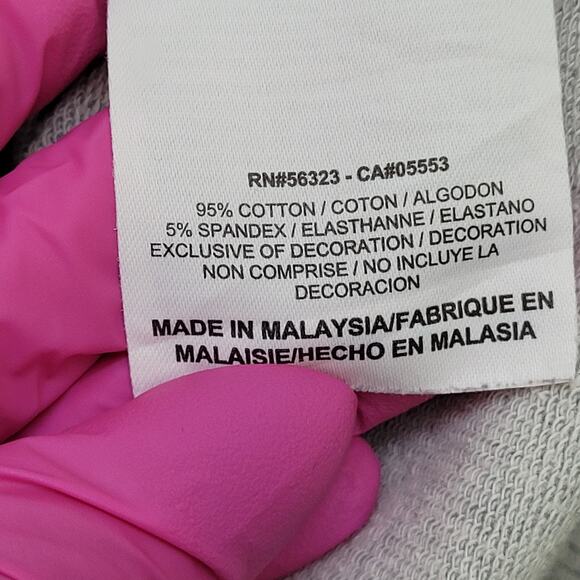 RN#56323 - CA#05553
95% COTTON / COTON / ALGODON
5% SPANDEX / ELASTHANNE / ELASTANO
EXCLUSIVE OF DECORATION / DECORATION
NON COMPRISE / NO INCLUYE LA
DECORACION
MADE IN MALAYSIA/FABRIQUE EN
MALAISIE/HECHO EN MALASIA